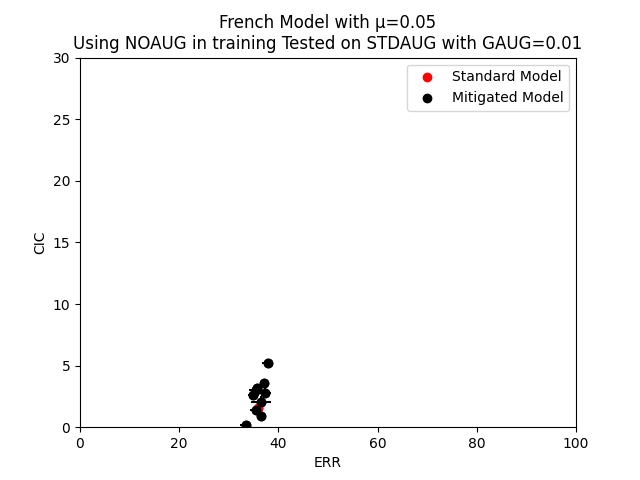 French Model with μ=0.05
Using NOAUG in training Tested on STDAUG with GAUG=0.01
30
Standard Model
Mitigated Model
25
20
CIC
15
10
5
0
0 20 40 60 80 100
ERR